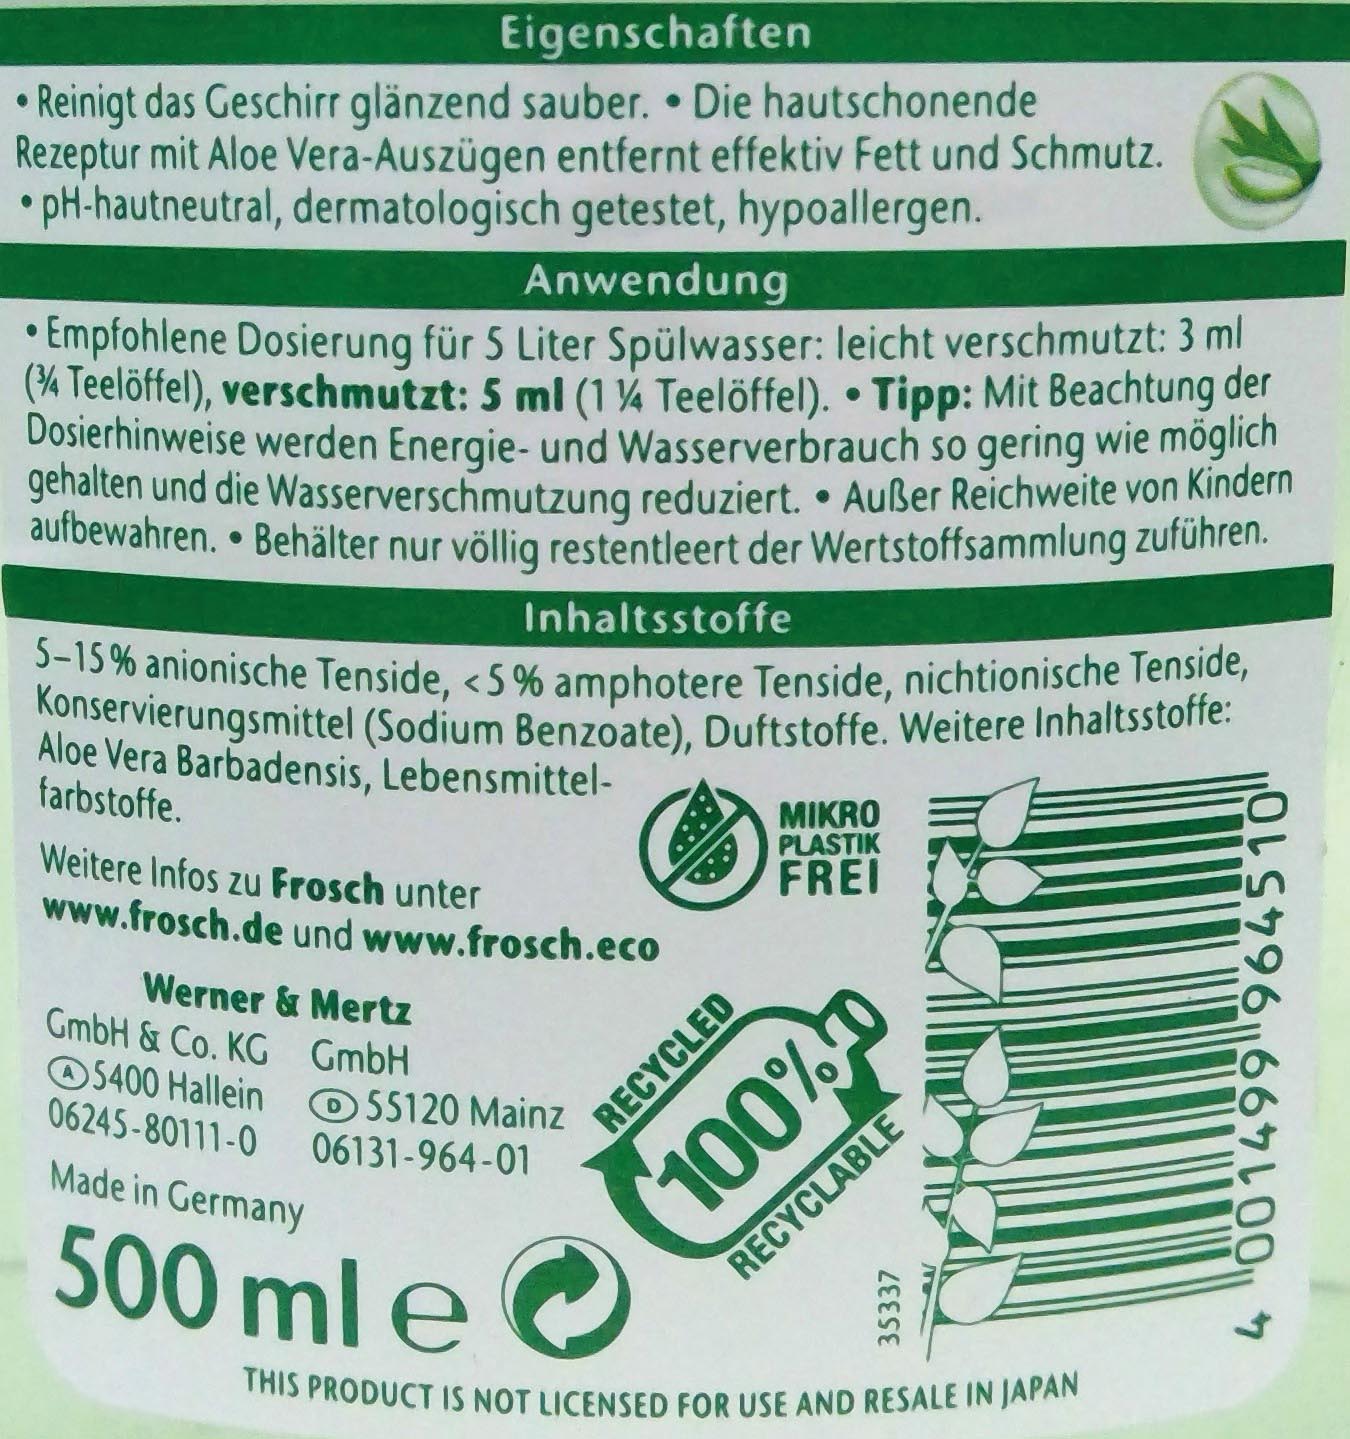 Eigenschaften
• Reinigt das Geschirr glänzend sauber. • Die hautschonende
Rezeptur mit Aloe Vera-Auszügen entfernt effektiv Fett und Schmutz.
• pH-hautneutral, dermatologisch getestet, hypoallergen.
Anwendung
• Empfohlene Dosierung für 5 Liter Spülwasser: leicht verschmutzt: 3 ml
(¾ Teelöffel), verschmutzt: 5 ml (1 ¼ Teelöffel). • Tipp: Mit Beachtung der
Dosierhinweise werden Energie- und Wasserverbrauch so gering wie möglich
gehalten und die Wasserverschmutzung reduziert. • Außer Reichweite von Kindern
aufbewahren. • Behälter nur völlig restentleert der Wertstoffsammlung zuführen.
Inhaltsstoffe
5–15% anionische Tenside, <5% amphotere Tenside, nichtionische Tenside,
Konservierungsmittel (Sodium Benzoate), Duftstoffe. Weitere Inhaltsstoffe:
Aloe Vera Barbadensis, Lebensmittel-
farbstoffe.
MIKRO
PLASTIK
FREI
Weitere Infos zu Frosch unter
www.frosch.de und www.frosch.eco
Werner & Mertz
GmbH & Co. KG GmbH
A 5400 Hallein D 55120 Mainz
06245-80111-0 06131-964-01
RECYCLED
100%
RECYCLABLE
Made in Germany
500 ml e
35337
4 001499 964510
THIS PRODUCT IS NOT LICENSED FOR USE AND RESALE IN JAPAN